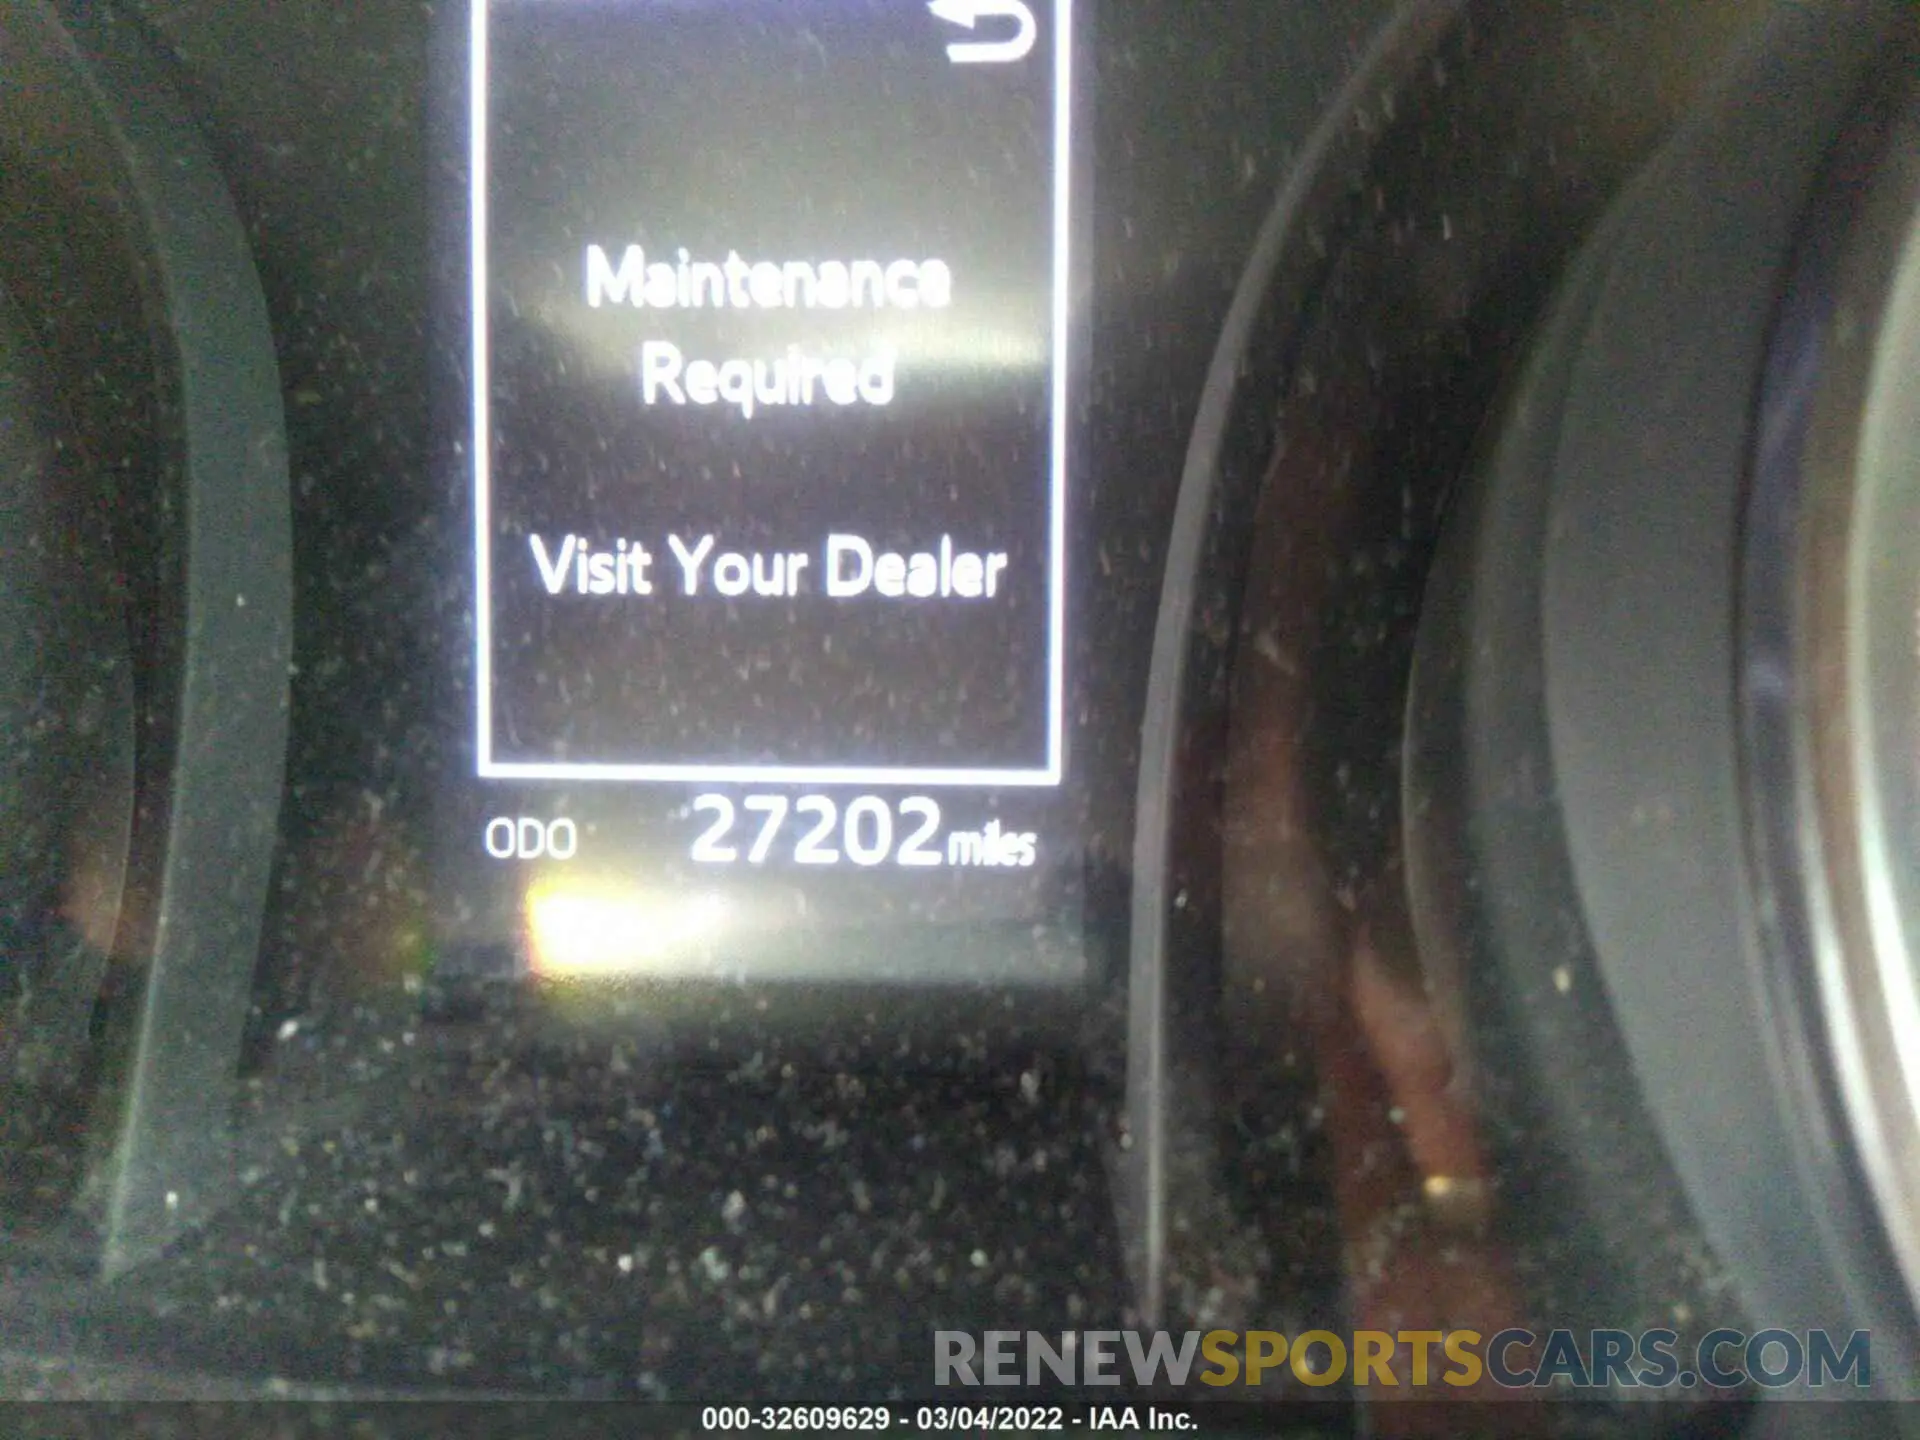 Maintenance
Required
Visit Your Dealer
ODO 27202 miles
RENEWSPORTSCARS.COM
000-32609629 - 03/04/2022 - IAA Inc.